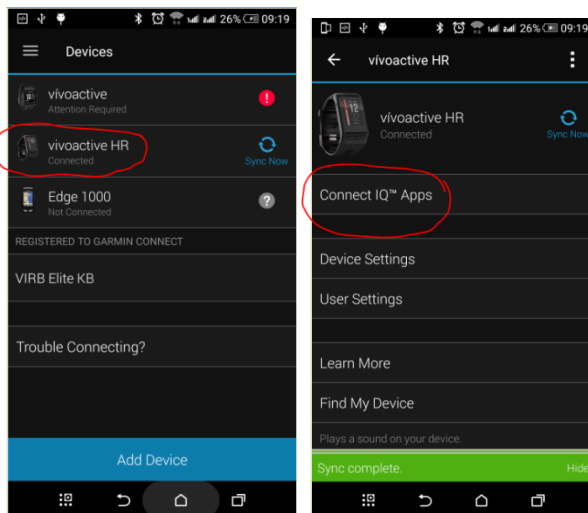 26% 09:19
Devices
vívoactive
Attention Required
vivoactive HR
Connected
Sync Now
Edge 1000
Not Connected
REGISTERED TO GARMIN CONNECT
VIRB Elite KB
Trouble Connecting?
Add Device
26% 09:19
vívoactive HR
12
vívoactive HR
Connected
Sync Now
Connect IQ™ Apps
Device Settings
User Settings
Learn More
Find My Device
Plays a sound on your device.
Sync complete.
Hide